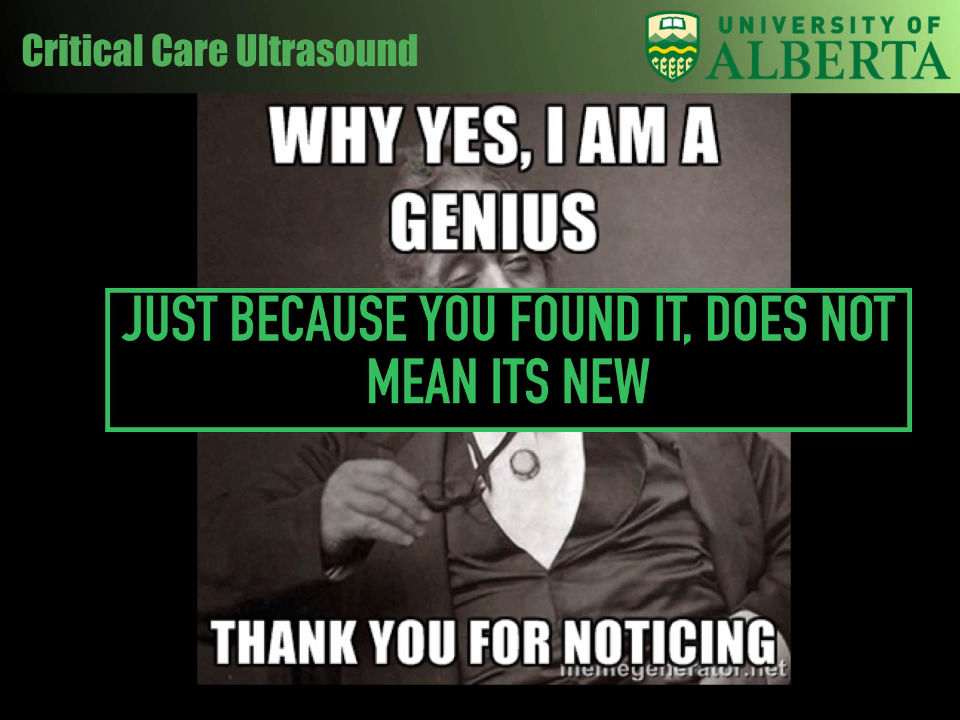 Critical Care Ultrasound
UNIVERSITY OF
ALBERTA
WHY YES, I AM A
GENIUS
JUST BECAUSE YOU FOUND IT, DOES NOT
MEAN ITS NEW
THANK YOU FOR NOTICING
memegenerator.net